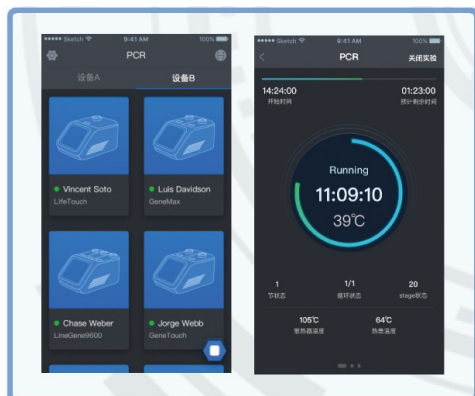 Sketch 9:41 AM 100%
PCR
设备A 设备B
Vincent Soto
LifeTouch
Luis Davidson
GeneMax
Chase Weber
LineGene9600
Jorge Webb
GeneTouch
Sketch 9:41 AM 100%
PCR 关闭实验
14:24:00 01:23:00
开始时间 预计剩余时间
Running
11:09:10
39℃
1 1/1 20
节状态 循环状态 stage状态
105℃ 64℃
散热器温度 热盖温度